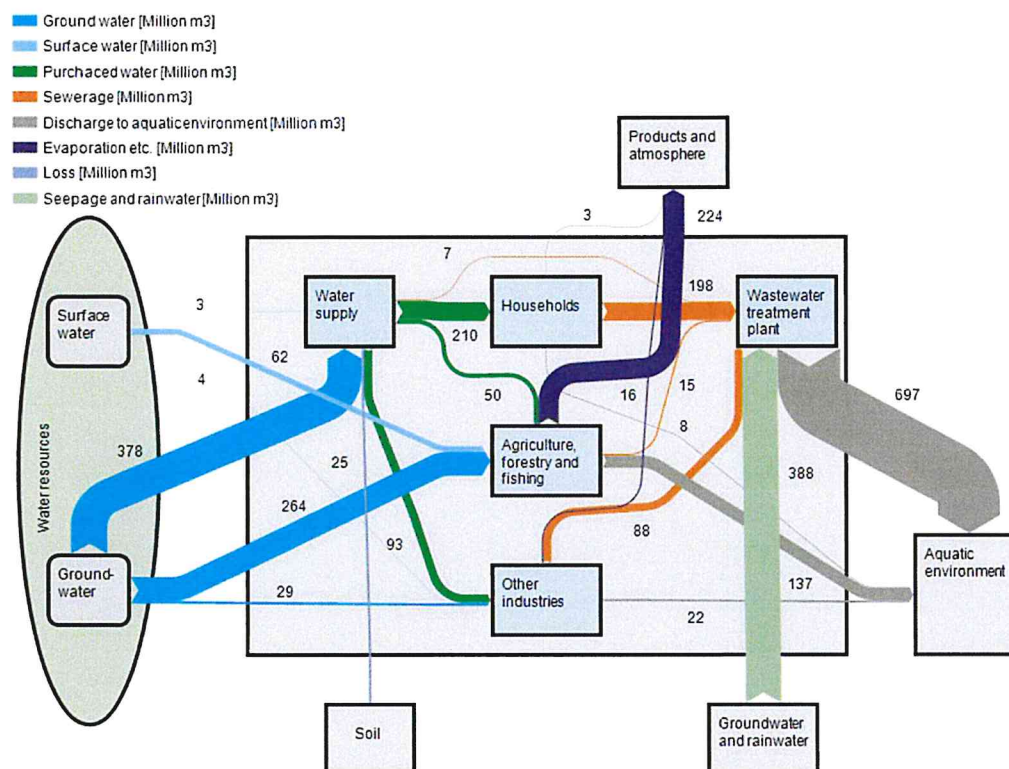 Ground water [Million m3]
Surface water [Million m3]
Purchaced water [Million m3]
Sewerage [Million m3]
Discharge to aquatic environment [Million m3]
Evaporation etc. [Million m3]
Loss [Million m3]
Seepage and rainwater [Million m3]
Products and
atmosphere
3
224
7
Water
supply
Households
198
Wastewater
treatment
plant
3
Surface
water
62
210
4
50
16
15
697
Water resources
378
Agriculture,
forestry and
fishing
8
25
388
264
93
88
Ground-
water
Other
industries
Aquatic
environment
29
137
22
Soil
Groundwater
and rainwater